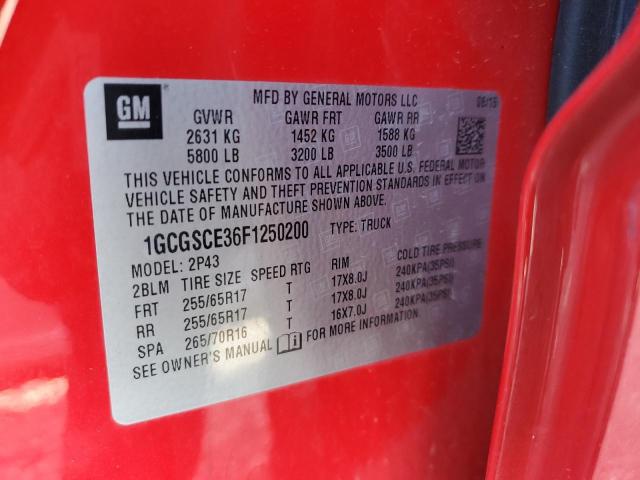 GM
MFD BY GENERAL MOTORS LLC 06/15
GVWR GAWR FRT GAWR RR
2631 KG 1452 KG 1588 KG
5800 LB 3200 LB 3500 LB
THIS VEHICLE CONFORMS TO ALL APPLICABLE U.S. FEDERAL MOTOR
VEHICLE SAFETY AND THEFT PREVENTION STANDARDS IN EFFECT ON
THE DATE OF MANUFACTURE SHOWN ABOVE.
1GCGSCE36F1250200 TYPE: TRUCK
MODEL: 2P43
2BLM TIRE SIZE SPEED RTG RIM COLD TIRE PRESSURE
FRT 255/65R17 T 17X8.0J 240KPA(35PSI)
RR 255/65R17 T 17X8.0J 240KPA(35PSI)
SPA 265/70R16 T 16X7.0J 240KPA(35PSI)
SEE OWNER'S MANUAL FOR MORE INFORMATION